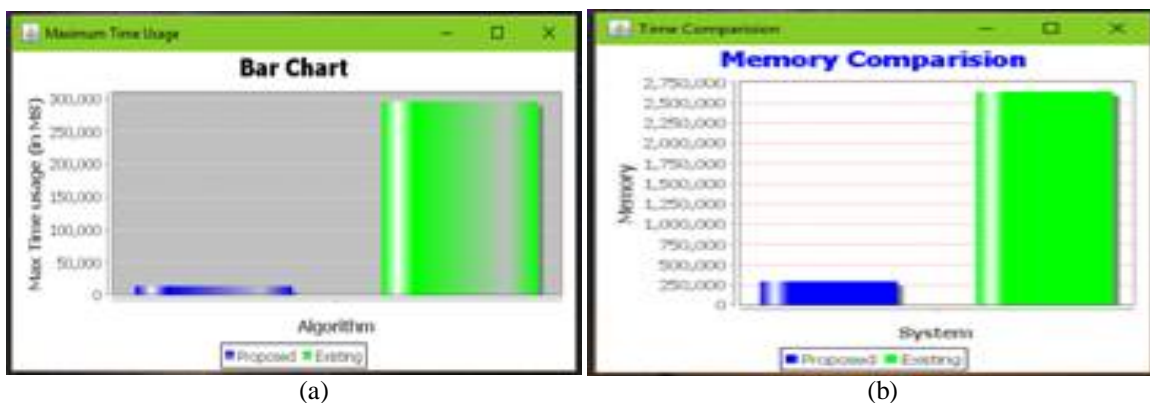 Maximum Time Usage
Bar Chart
Max Time usage (in MS)
300,000
250,000
200,000
150,000
100,000
50,000
0
Algorithm
Proposed Existing
(a)
Time Comparision
Memory Comparision
Memory
2,750,000
2,500,000
2,250,000
2,000,000
1,750,000
1,500,000
1,250,000
1,000,000
750,000
500,000
250,000
0
System
Proposed Existing
(b)